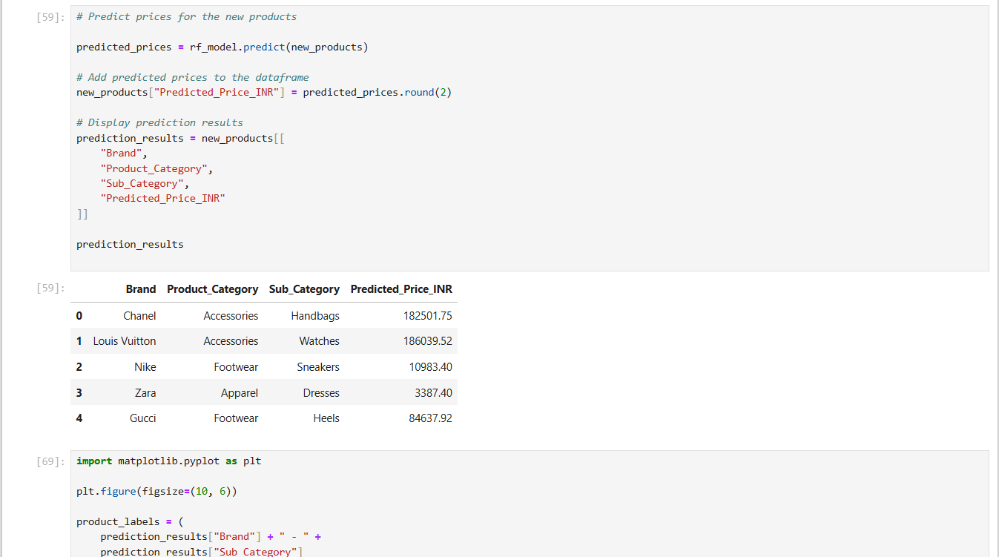 [59]: # Predict prices for the new products
predicted_prices = rf_model.predict(new_products)
# Add predicted prices to the dataframe
new_products["Predicted_Price_INR"] = predicted_prices.round(2)
# Display prediction results
prediction_results = new_products[[
"Brand",
"Product_Category",
"Sub_Category",
"Predicted_Price_INR"
]]
prediction_results
[59]: Brand Product_Category Sub_Category Predicted_Price_INR
0 Chanel Accessories Handbags 182501.75
1 Louis Vuitton Accessories Watches 186039.52
2 Nike Footwear Sneakers 10983.40
3 Zara Apparel Dresses 3387.40
4 Gucci Footwear Heels 84637.92
[69]: import matplotlib.pyplot as plt
plt.figure(figsize=(10, 6))
product_labels = (
prediction_results["Brand"] + " - " +
prediction_results["Sub_Category"]